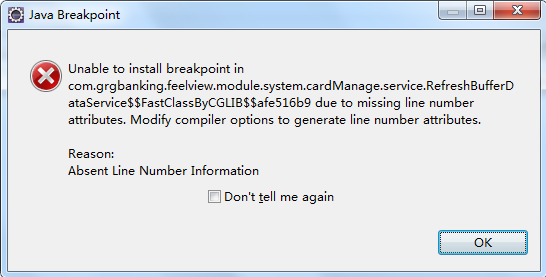 Java Breakpoint
Unable to install breakpoint in
com.grgbanking.feelview.module.system.cardManage.service.RefreshBufferD
ataService$$FastClassByCGLIB$$afe516b9 due to missing line number
attributes. Modify compiler options to generate line number attributes.
Reason:
Absent Line Number Information
Don't tell me again
OK